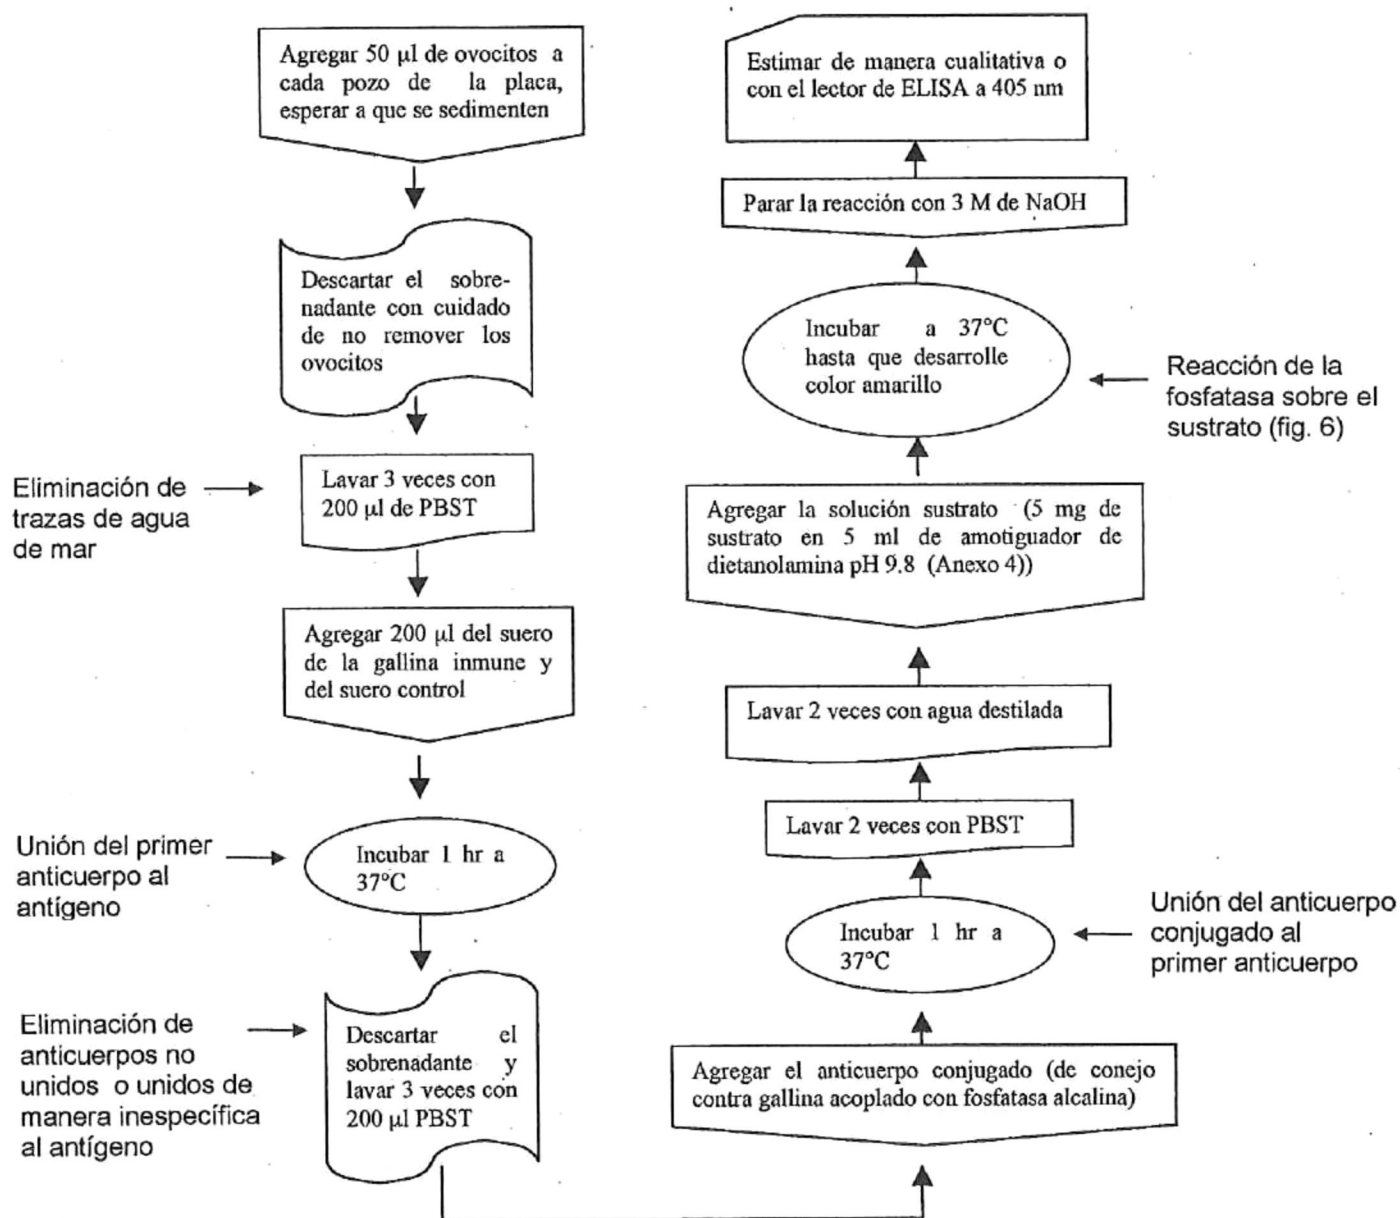 Agregar 50 µl de ovocitos a
cada pozo de la placa,
esperar a que se sedimenten
Descartar el sobre-
nadante con cuidado
de no remover los
ovocitos
Eliminación de
trazas de agua
de mar
Lavar 3 veces con
200 µl de PBST
Agregar 200 µl del suero
de la gallina inmune y
del suero control
Unión del primer
anticuerpo al
antígeno
Incubar 1 hr a
37°C
Eliminación de
anticuerpos no
unidos o unidos de
manera inespecífica
al antígeno
Descartar el
sobrenadante y
lavar 3 veces con
200 µl PBST
Agregar el anticuerpo conjugado (de conejo
contra gallina acoplado con fosfatasa alcalina)
Incubar 1 hr a
37°C
Unión del anticuerpo
conjugado al
primer anticuerpo
Lavar 2 veces con PBST
Lavar 2 veces con agua destilada
Agregar la solución sustrato (5 mg de
sustrato en 5 ml de amotiguador de
dietanolamina pH 9.8 (Anexo 4))
Incubar a 37°C
hasta que desarrolle
color amarillo
Reacción de la
fosfatasa sobre el
sustrato (fig. 6)
Parar la reacción con 3 M de NaOH
Estimar de manera cualitativa o
con el lector de ELISA a 405 nm